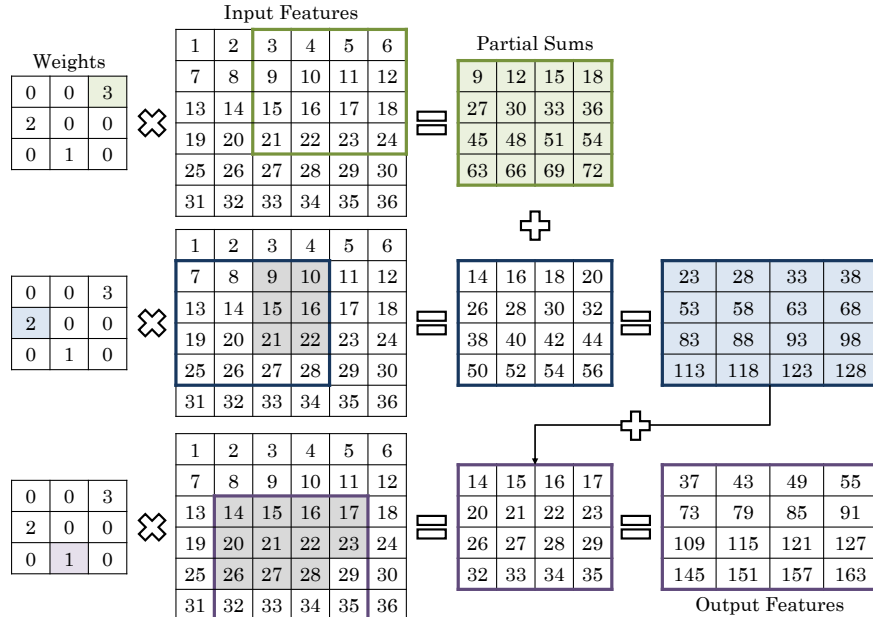 Input Features
Weights
Partial Sums
0 0 3
2 0 0
0 1 0
1 2 3 4 5 6
7 8 9 10 11 12
13 14 15 16 17 18
19 20 21 22 23 24
25 26 27 28 29 30
31 32 33 34 35 36
9 12 15 18
27 30 33 36
45 48 51 54
63 66 69 72
0 0 3
2 0 0
0 1 0
1 2 3 4 5 6
7 8 9 10 11 12
13 14 15 16 17 18
19 20 21 22 23 24
25 26 27 28 29 30
31 32 33 34 35 36
14 16 18 20
26 28 30 32
38 40 42 44
50 52 54 56
23 28 33 38
53 58 63 68
83 88 93 98
113 118 123 128
0 0 3
2 0 0
0 1 0
1 2 3 4 5 6
7 8 9 10 11 12
13 14 15 16 17 18
19 20 21 22 23 24
25 26 27 28 29 30
31 32 33 34 35 36
14 15 16 17
20 21 22 23
26 27 28 29
32 33 34 35
37 43 49 55
73 79 85 91
109 115 121 127
145 151 157 163
Output Features